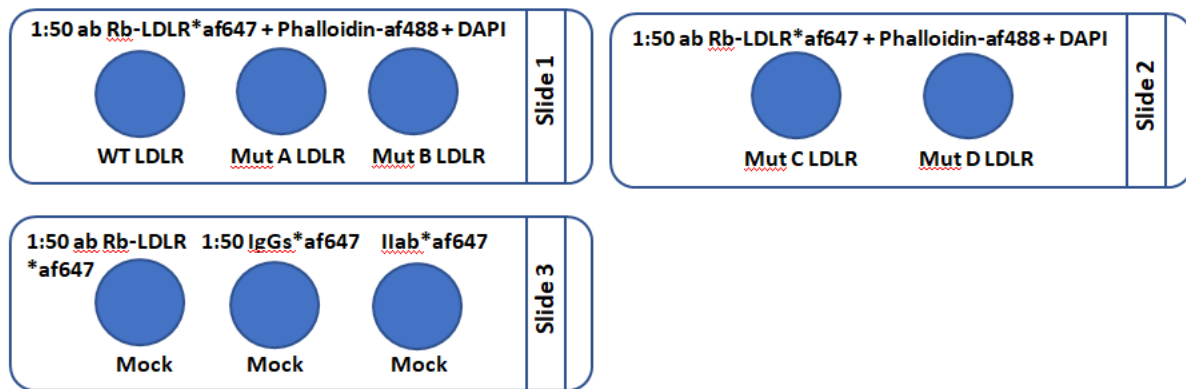 1:50 ab Rb-LDLR*af647 + Phalloidin-af488 + DAPI
WT LDLR
Mut A LDLR
Mut B LDLR
Slide 1
1:50 ab Rb-LDLR*af647 + Phalloidin-af488 + DAPI
Mut C LDLR
Mut D LDLR
Slide 2
1:50 ab Rb-LDLR
*af647
1:50 IgGs*af647
IIab*af647
Mock
Mock
Mock
Slide 3